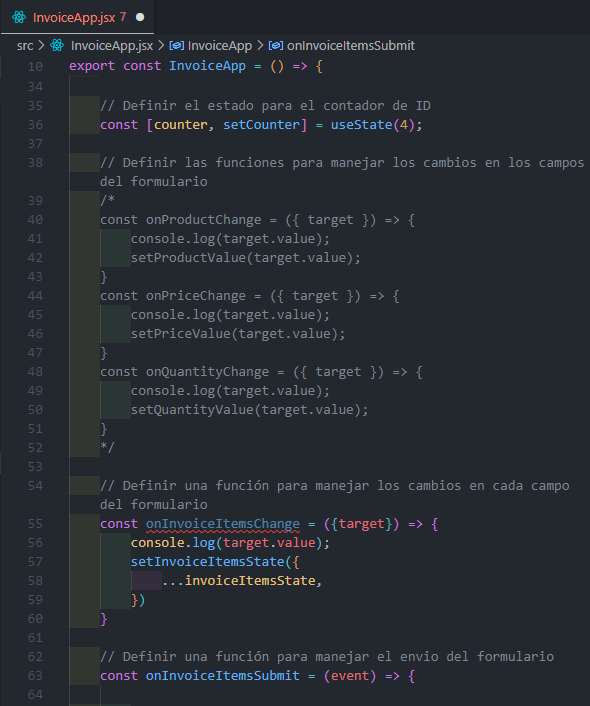 InvoiceApp.jsx 7
src > InvoiceApp.jsx > InvoiceApp > onInvoiceItemsSubmit
10 export const InvoiceApp = () => {
34
35 // Definir el estado para el contador de ID
36 const [counter, setCounter] = useState(4);
37
38 // Definir las funciones para manejar los cambios en los campos
del formulario
39 /*
40 const onProductChange = ({ target }) => {
41 console.log(target.value);
42 setProductValue(target.value);
43 }
44 const onPriceChange = ({ target }) => {
45 console.log(target.value);
46 setPriceValue(target.value);
47 }
48 const onQuantityChange = ({ target }) => {
49 console.log(target.value);
50 setQuantityValue(target.value);
51 }
52 */
53
54 // Definir una función para manejar los cambios en cada campo
del formulario
55 const onInvoiceItemsChange = ({target}) => {
56 console.log(target.value);
57 setInvoiceItemsState({
58 ...invoiceItemsState,
59 })
60 }
61
62 // Definir una función para manejar el envio del formulario
63 const onInvoiceItemsSubmit = (event) => {
64